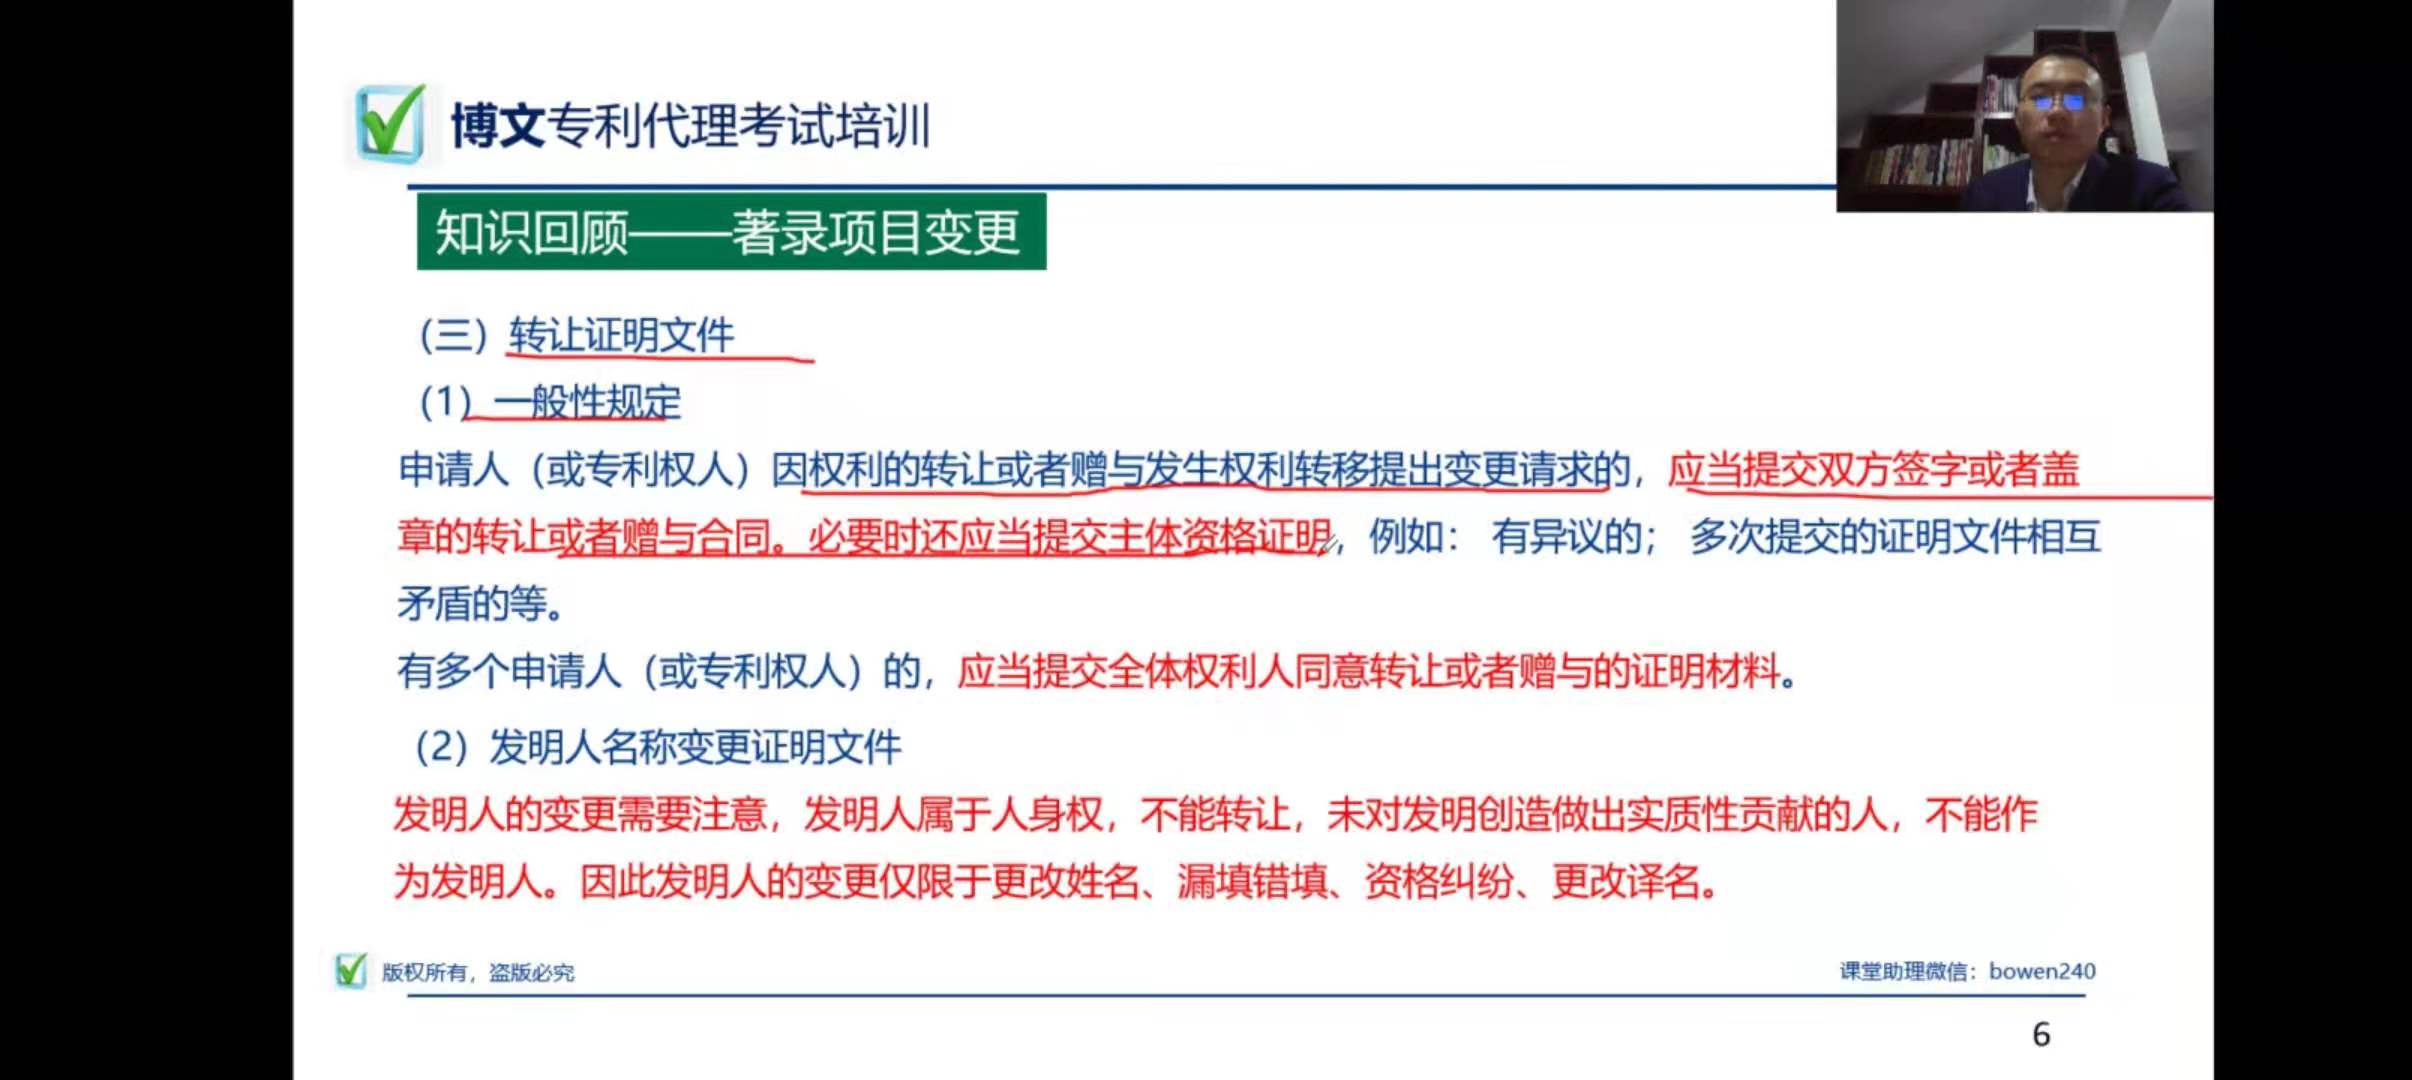 博文专利代理考试培训
知识回顾——著录项目变更
（三）转让证明文件
（1）一般性规定
申请人（或专利权人）因权利的转让或者赠与发生权利转移提出变更请求的，应当提交双方签字或者盖
章的转让或者赠与合同。必要时还应当提交主体资格证明，例如： 有异议的； 多次提交的证明文件相互
矛盾的等。
有多个申请人（或专利权人）的，应当提交全体权利人同意转让或者赠与的证明材料。
（2）发明人名称变更证明文件
发明人的变更需要注意，发明人属于人身权，不能转让，未对发明创造做出实质性贡献的人，不能作
为发明人。因此发明人的变更仅限于更改姓名、漏填错填、资格纠纷、更改译名。
版权所有，盗版必究
课堂助理微信：bowen240
6